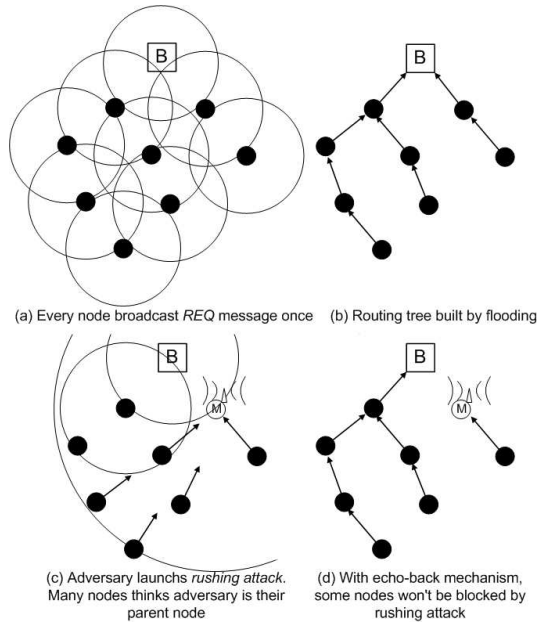 B
B
(a) Every node broadcast REQ message once
(b) Routing tree built by flooding
B
M
B
M
(c) Adversary launchs rushing attack.
Many nodes thinks adversary is their
parent node
(d) With echo-back mechanism,
some nodes won't be blocked by
rushing attack